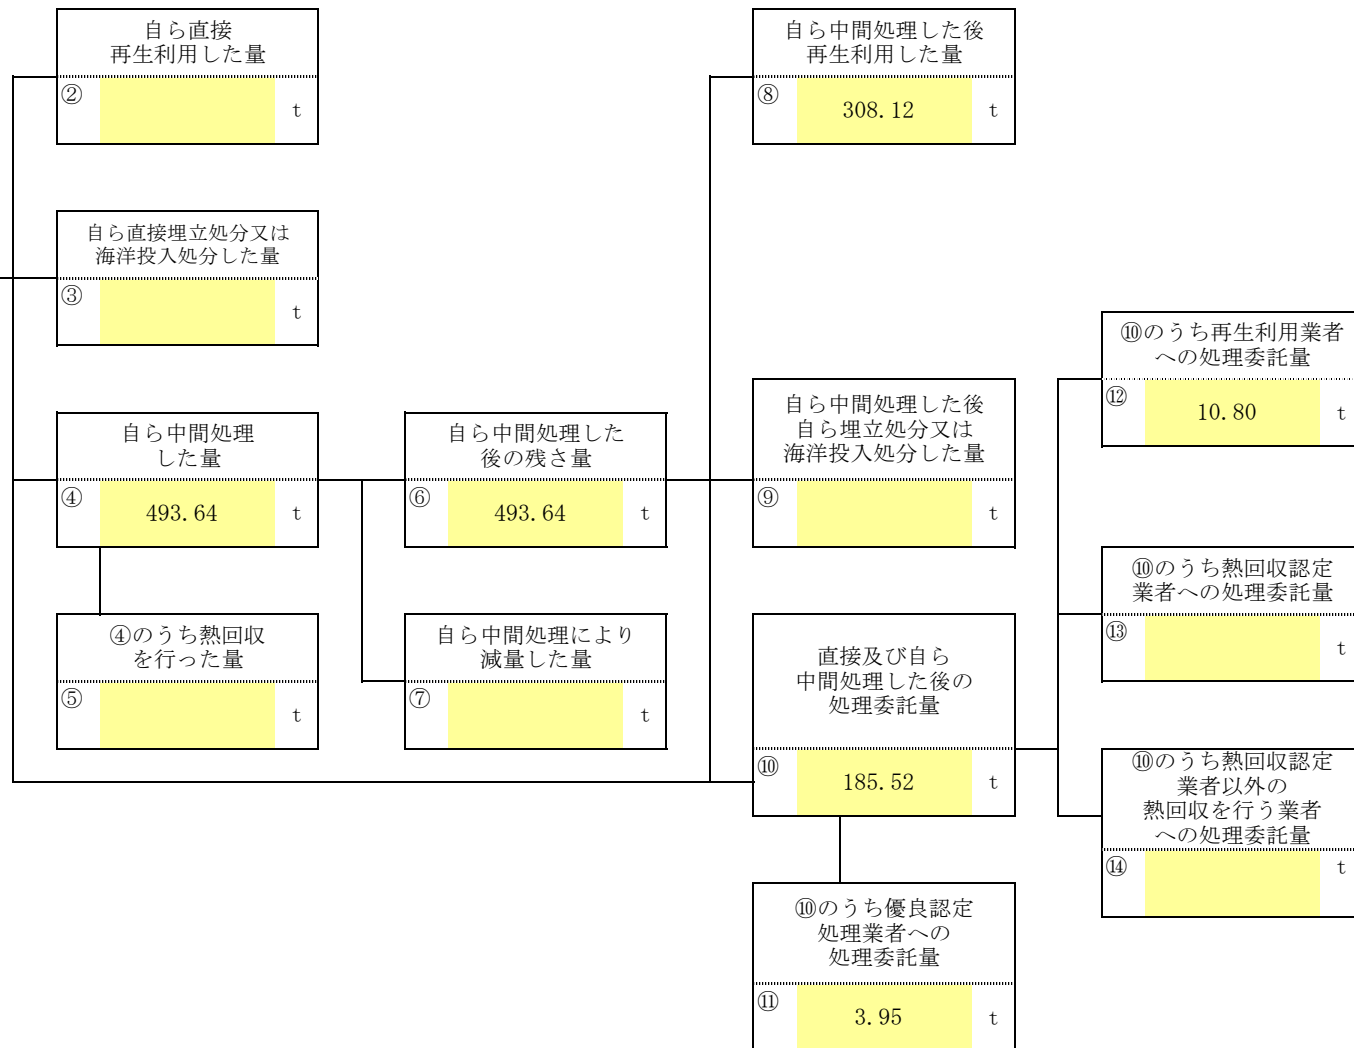 自ら直接
再生利用した量
②
t
自ら中間処理した後
再生利用した量
⑧
308.12
t
自ら直接埋立処分又は
海洋投入処分した量
③
t
⑩のうち再生利用業者
への処理委託量
⑫
10.80
t
自ら中間処理
した量
④
493.64
t
自ら中間処理した
後の残さ量
⑥
493.64
t
自ら中間処理した後
自ら埋立処分又は
海洋投入処分した量
⑨
t
⑩のうち熱回収認定
業者への処理委託量
⑬
t
④のうち熱回収
を行った量
⑤
t
自ら中間処理により
減量した量
⑦
t
直接及び自ら
中間処理した後の
処理委託量
⑩
185.52
t
⑩のうち熱回収認定
業者以外の
熱回収を行う業者
への処理委託量
⑭
t
⑩のうち優良認定
処理業者への
処理委託量
⑪
3.95
t